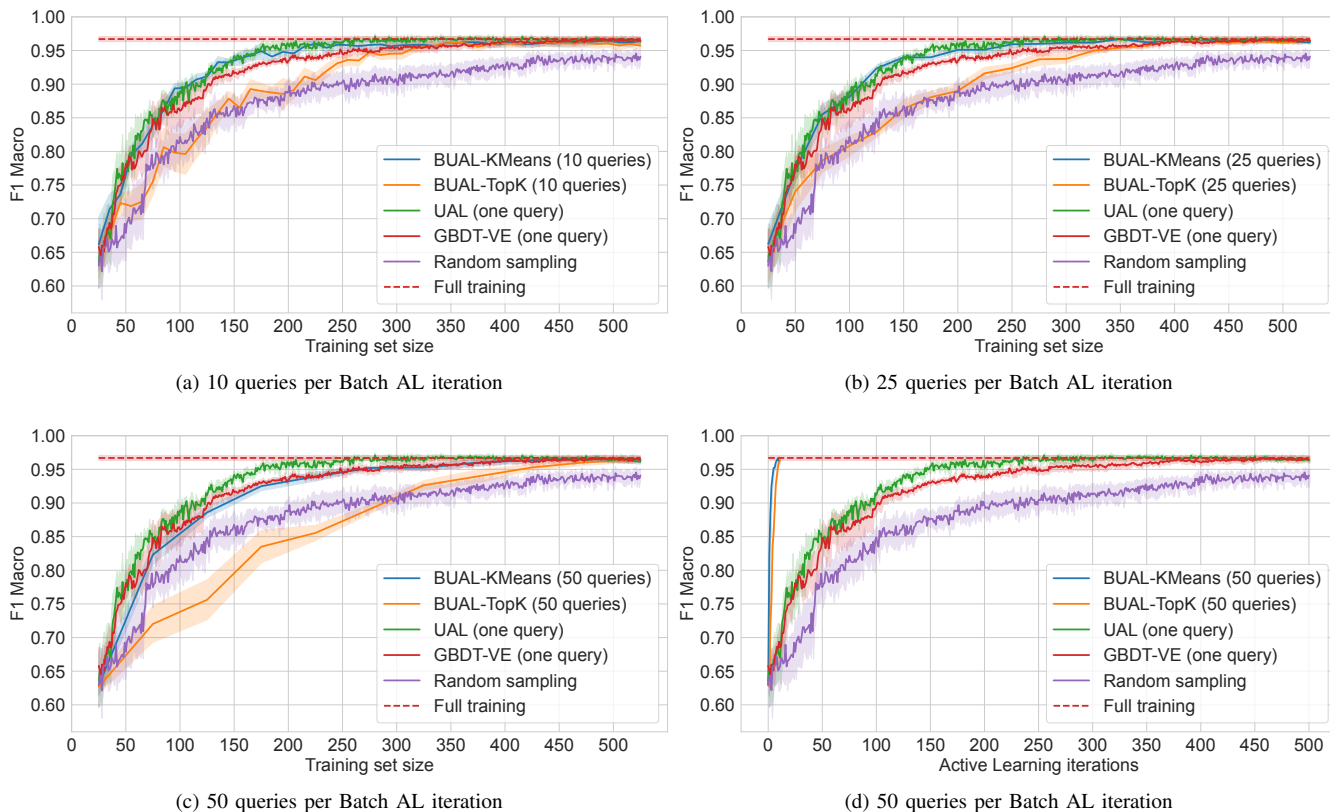 1.00
0.95
0.90
0.85
0.80
0.75
0.70
0.65
0.60
F1 Macro
BUAL-KMeans (10 queries)
BUAL-TopK (10 queries)
UAL (one query)
GBDT-VE (one query)
Random sampling
Full training
0 50 100 150 200 250 300 350 400 450 500
Training set size
(a) 10 queries per Batch AL iteration
1.00
0.95
0.90
0.85
0.80
0.75
0.70
0.65
0.60
F1 Macro
BUAL-KMeans (25 queries)
BUAL-TopK (25 queries)
UAL (one query)
GBDT-VE (one query)
Random sampling
Full training
0 50 100 150 200 250 300 350 400 450 500
Training set size
(b) 25 queries per Batch AL iteration
1.00
0.95
0.90
0.85
0.80
0.75
0.70
0.65
0.60
F1 Macro
BUAL-KMeans (50 queries)
BUAL-TopK (50 queries)
UAL (one query)
GBDT-VE (one query)
Random sampling
Full training
0 50 100 150 200 250 300 350 400 450 500
Training set size
(c) 50 queries per Batch AL iteration
1.00
0.95
0.90
0.85
0.80
0.75
0.70
0.65
0.60
F1 Macro
BUAL-KMeans (50 queries)
BUAL-TopK (50 queries)
UAL (one query)
GBDT-VE (one query)
Random sampling
Full training
0 50 100 150 200 250 300 350 400 450 500
Active Learning iterations
(d) 50 queries per Batch AL iteration